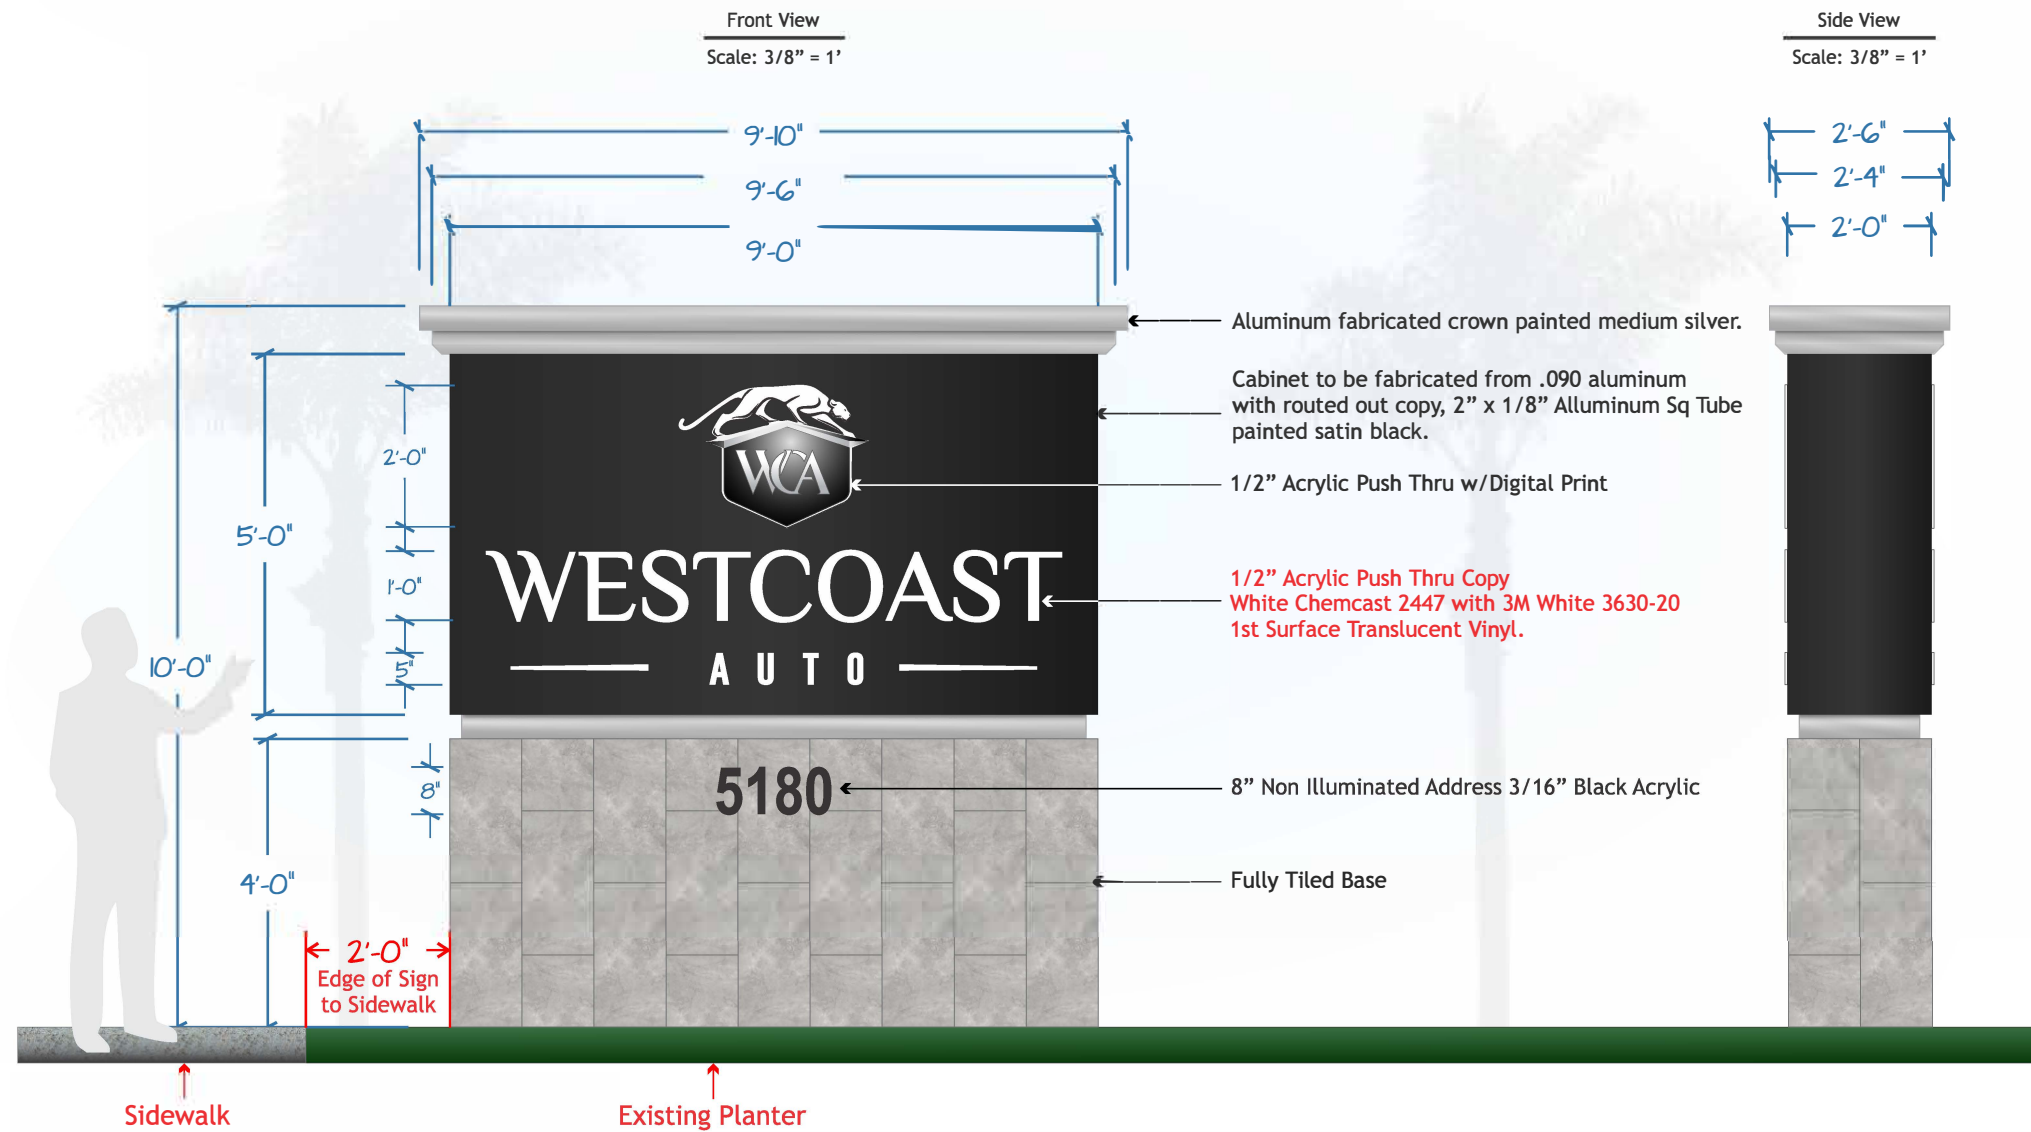 Front View
Scale: 3/8” = 1’
Side View
Scale: 3/8” = 1’
9'-10"
9'-6"
9'-0"
2'-6"
2'-4"
2'-0"
Aluminum fabricated crown painted medium silver.
Cabinet to be fabricated from .090 aluminum
with routed out copy, 2” x 1/8” Alluminum Sq Tube
painted satin black.
1/2” Acrylic Push Thru w/Digital Print
1/2” Acrylic Push Thru Copy
White Chemcast 2447 with 3M White 3630-20
1st Surface Translucent Vinyl.
8” Non Illuminated Address 3/16” Black Acrylic
Fully Tiled Base
10'-0"
5'-0"
4'-0"
2'-0"
1'-0"
5"
8"
WCA
WESTCOAST
AUTO
5180
2'-0"
Edge of Sign
to Sidewalk
Sidewalk
Existing Planter